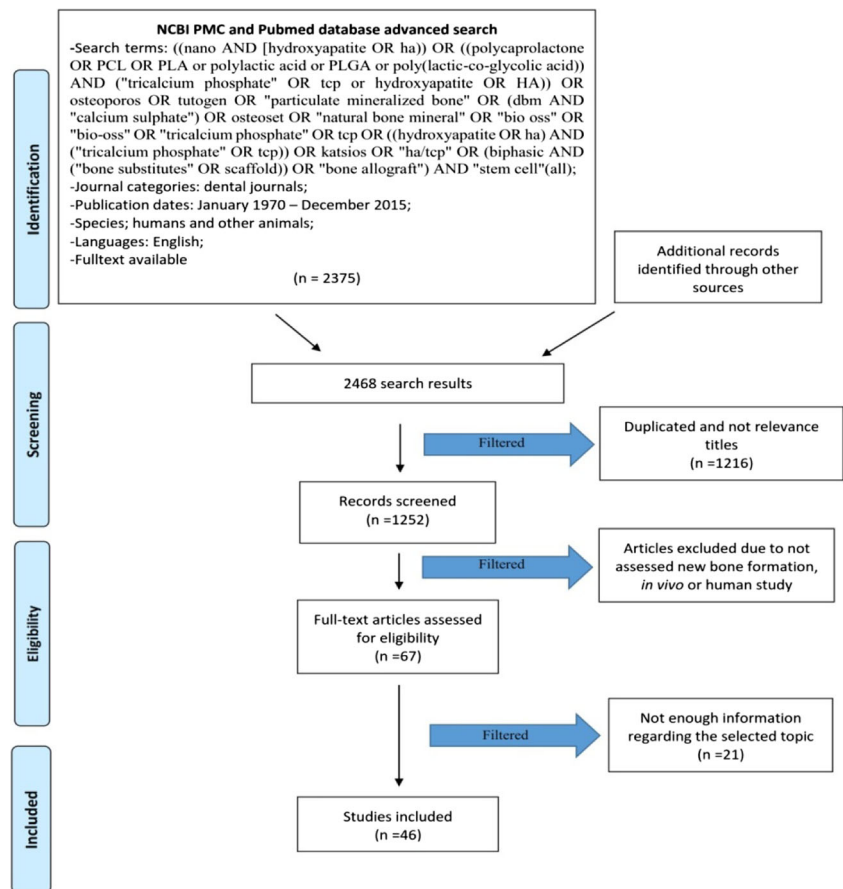 NCBI PMC and Pubmed database advanced search
-Search terms: ((nano AND [hydroxyapatite OR ha)) OR ((polycaprolactone
OR PCL OR PLA or polylactic acid or PLGA or poly(lactic-co-glycolic acid))
AND ("tricalcium phosphate" OR tcp or hydroxyapatite OR HA)) OR
osteoporos OR tutogen OR "particulate mineralized bone" OR (dbm AND
"calcium sulphate") OR osteoset OR "natural bone mineral" OR "bio oss" OR
"bio-oss" OR "tricalcium phosphate" OR tcp OR ((hydroxyapatite OR ha) AND
("tricalcium phosphate" OR tcp)) OR katsios OR "ha/tcp" OR (biphasic AND
("bone substitutes" OR scaffold)) OR "bone allograft") AND "stem cell"(all);
-Journal categories: dental journals;
-Publication dates: January 1970 – December 2015;
-Species; humans and other animals;
-Languages: English;
-Fulltext available
(n = 2375)
Identification
Additional records
identified through other
sources
Screening
2468 search results
Filtered
Duplicated and not relevance
titles
(n =1216)
Records screened
(n =1252)
Eligibility
Filtered
Articles excluded due to not
assessed new bone formation,
in vivo or human study
Full-text articles assessed
for eligibility
(n =67)
Filtered
Not enough information
regarding the selected topic
(n =21)
Included
Studies included
(n =46)